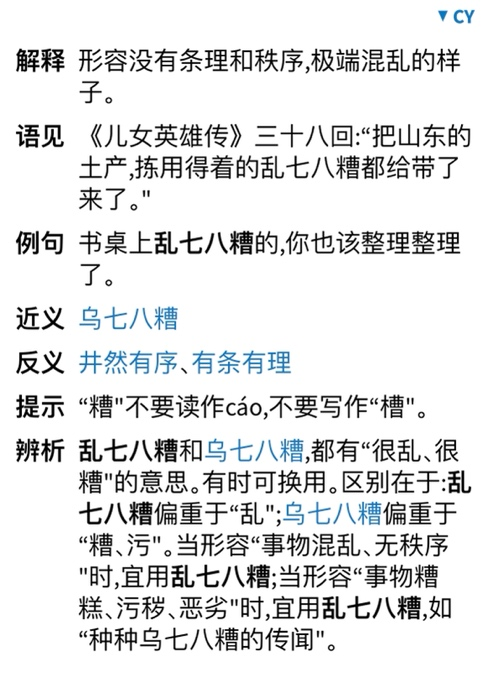 ▼CY
解释 形容没有条理和秩序,极端混乱的样
子。
语见 《儿女英雄传》三十八回:“把山东的
土产,拣用得着的乱七八糟都给带了
来了。"
例句 书桌上乱七八糟的,你也该整理整理
了。
近义 乌七八糟
反义 井然有序、有条有理
提示 “糟"不要读作cáo,不要写作“槽"。
辨析 乱七八糟和乌七八糟,都有“很乱、很
糟"的意思。有时可换用。区别在于:乱
七八糟偏重于“乱";乌七八糟偏重于
“糟、污"。当形容“事物混乱、无秩序
"时,宜用乱七八糟;当形容“事物糟
糕、污秽、恶劣"时,宜用乱七八糟,如
“种种乌七八糟的传闻"。